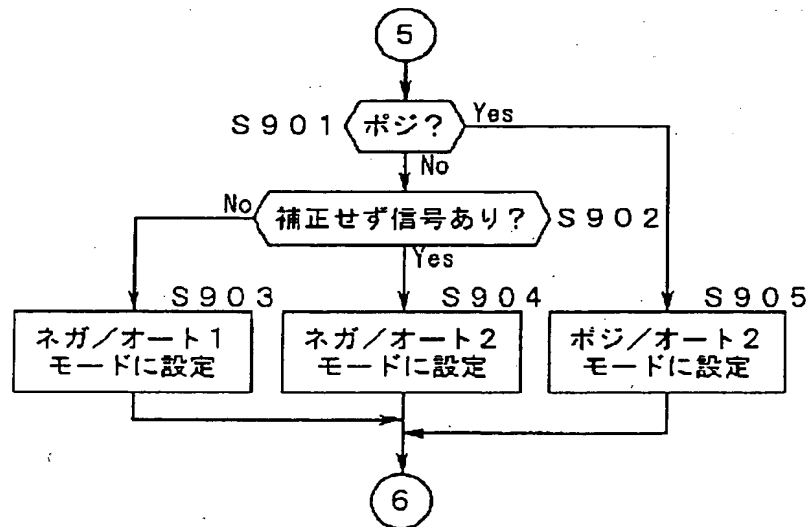 5
S901 ポジ? Yes
No
No 補正せず信号あり? S902
Yes
S903 S904 S905
ネガ/オート1 ネガ/オート2 ポジ/オート2
モードに設定 モードに設定 モードに設定
6